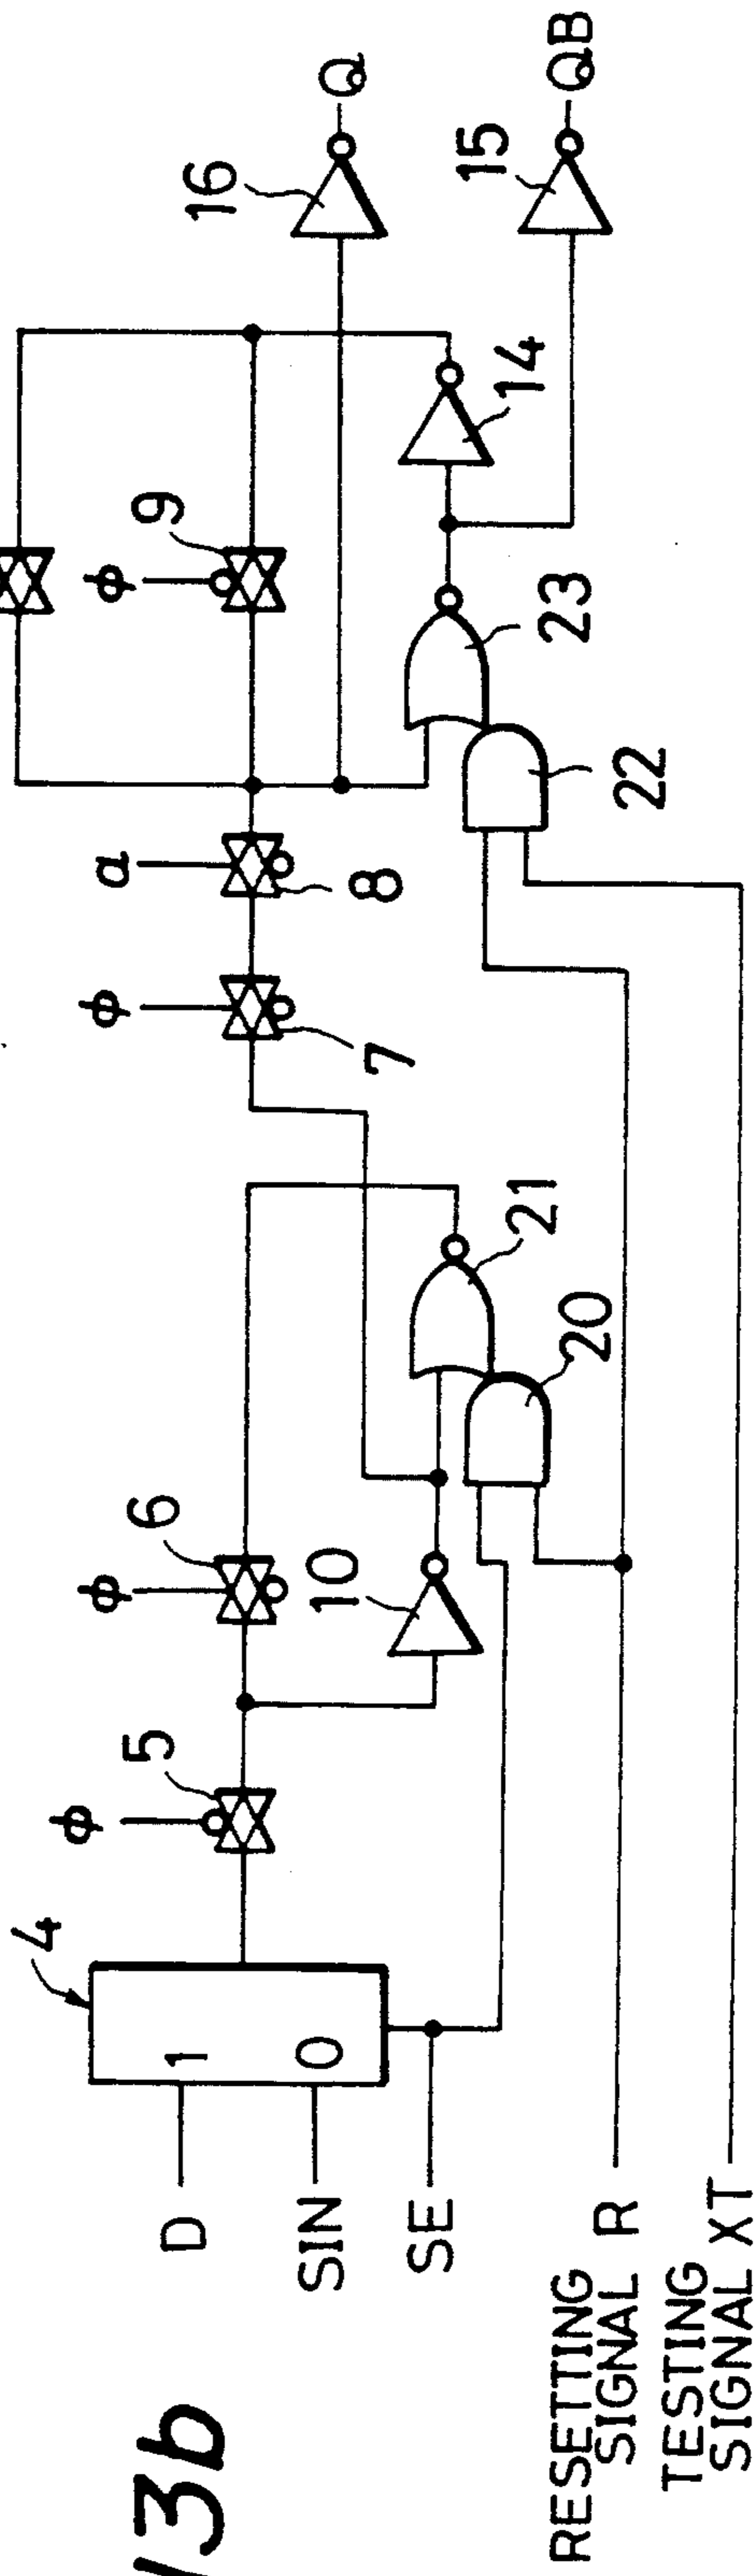 13b
D
SIN
SE
RESETTING
SIGNAL R
TESTING
SIGNAL XT
4
1
0
ϕ
5
ϕ
6
10
20
21
ϕ
7
a
8
22
23
ϕ
9
14
16
15
Q
QB